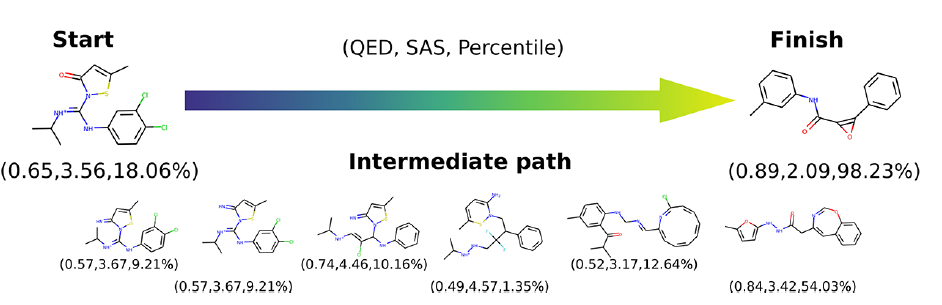 Start
(QED, SAS, Percentile)
Finish
(0.65,3.56,18.06%)
(0.89,2.09,98.23%)
Intermediate path
(0.57,3.67,9.21%)
(0.57,3.67,9.21%)
(0.74,4.46,10.16%)
(0.49,4.57,1.35%)
(0.52,3.17,12.64%)
(0.84,3.42,54.03%)